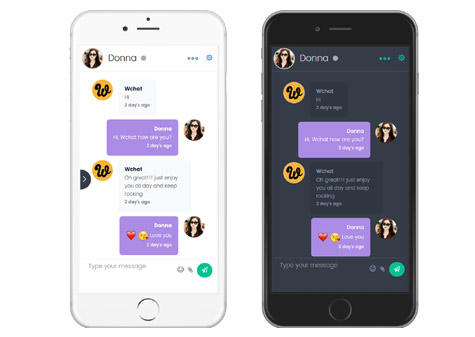 Donna
Wchat
Hi
2 day's ago
Donna
Hi, Wchat how are you?
2 day's ago
Wchat
Oh great!!! just enjoy
you all day and keep
rocking
2 day's ago
Donna
Love you
2 day's ago
Type your message
Donna
Wchat
Hi
2 day's ago
Donna
Hi, Wchat how are you?
2 day's ago
Wchat
Oh great!!! just enjoy
you all day and keep
rocking
2 day's ago
Donna
Love you
2 day's ago
Type your message